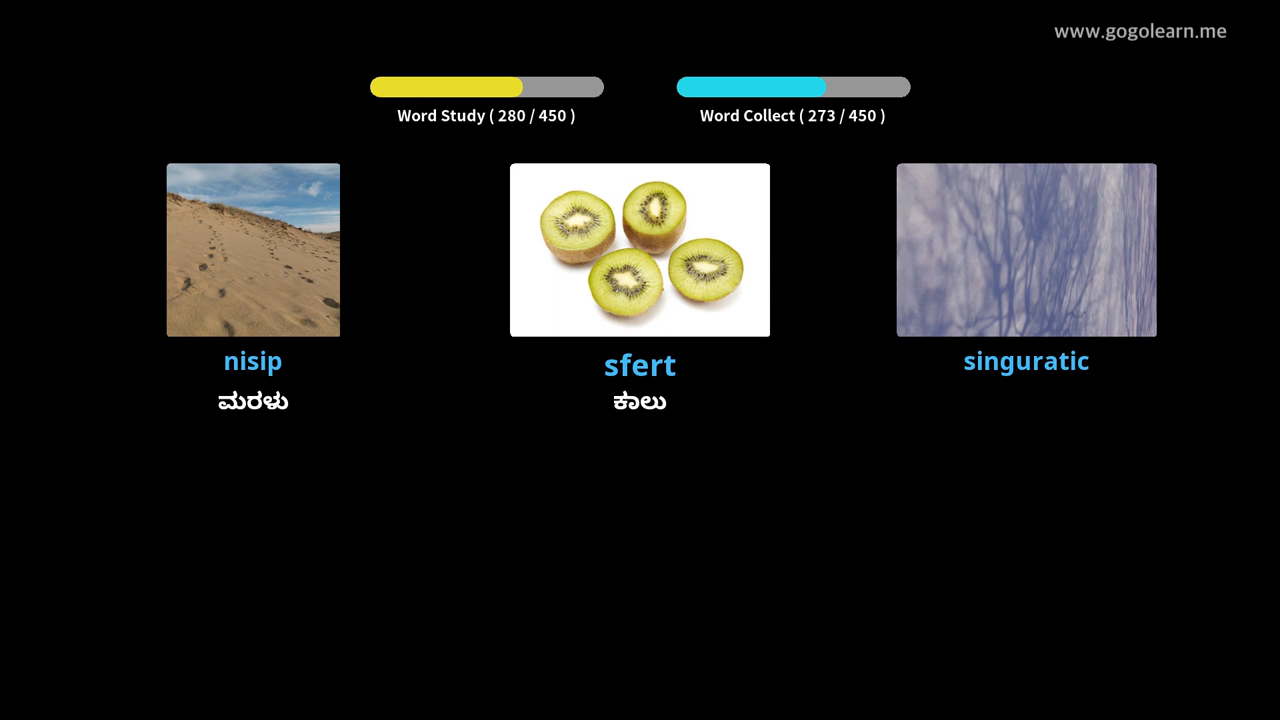 www.gogolearn.me
Word Study ( 280 / 450 )
Word Collect ( 273 / 450 )
nisip
ಮರಳು
sfert
ಕಾಲು
singuratic